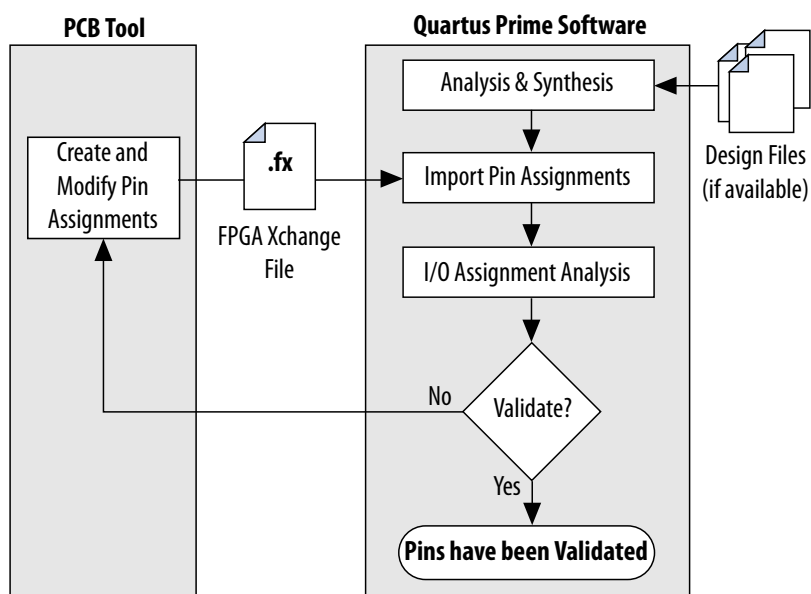 PCB Tool
Quartus Prime Software
Analysis & Synthesis
Design Files
(if available)
Create and
Modify Pin
Assignments
.fx
FPGA Xchange
File
Import Pin Assignments
I/O Assignment Analysis
Validate?
No
Yes
Pins have been Validated